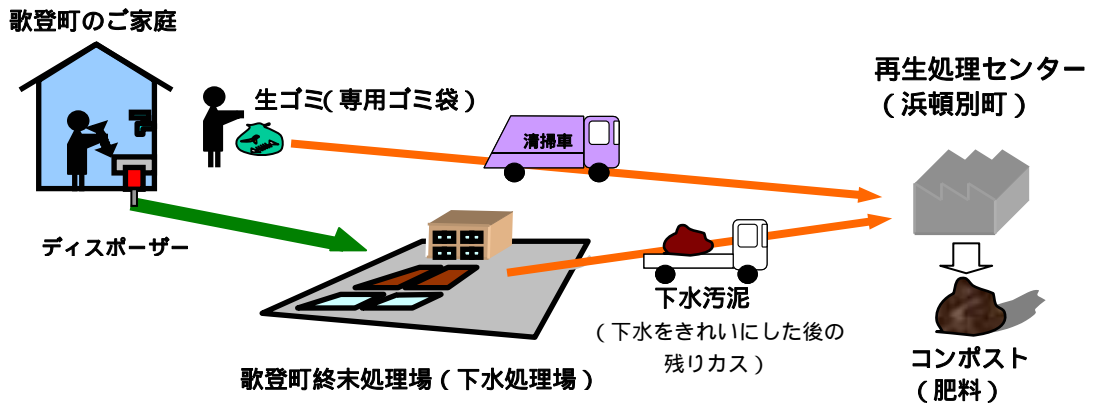 歌登町のご家庭
生ゴミ(専用ゴミ袋)
清掃車
再生処理センター
(浜頓別町)
ディスポーザー
下水汚泥
(下水をきれいにした後の
残りカス)
歌登町終末処理場(下水処理場)
コンポスト
(肥料)